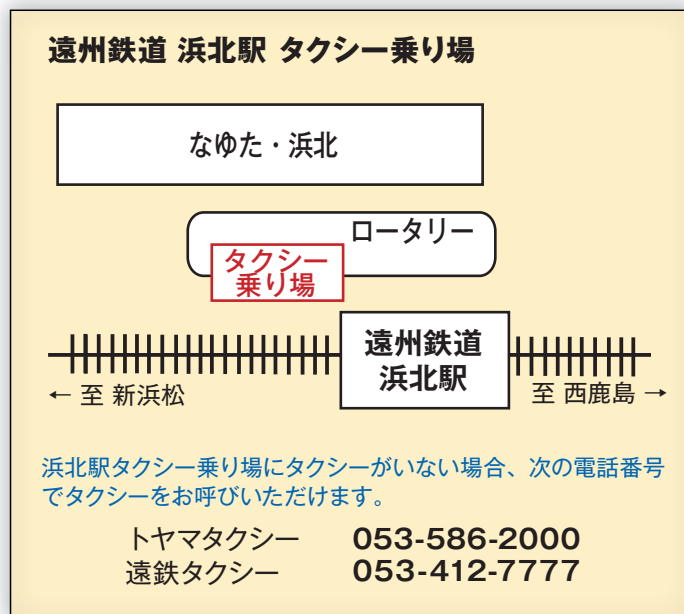 遠州鉄道 浜北駅 タクシー乗り場
なゆた・浜北
ロータリー
タクシー
乗り場
遠州鉄道
浜北駅
← 至 新浜松
至 西鹿島 →
浜北駅タクシー乗り場にタクシーがいない場合、次の電話番号
でタクシーをお呼びいただけます。
トヤマタクシー 053-586-2000
遠鉄タクシー 053-412-7777